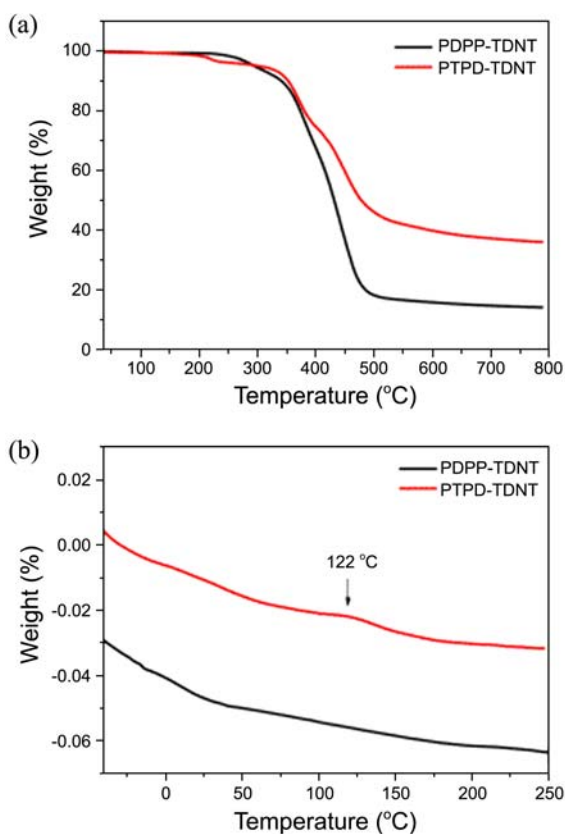 (a)
PDPP-TDNT
PTPD-TDNT
100
80
60
40
20
0
Weight (%)
100 200 300 400 500 600 700 800
Temperature (°C)
(b)
PDPP-TDNT
PTPD-TDNT
0.02
0.00
122 °C
-0.02
-0.04
-0.06
Weight (%)
0 50 100 150 200 250
Temperature (°C)